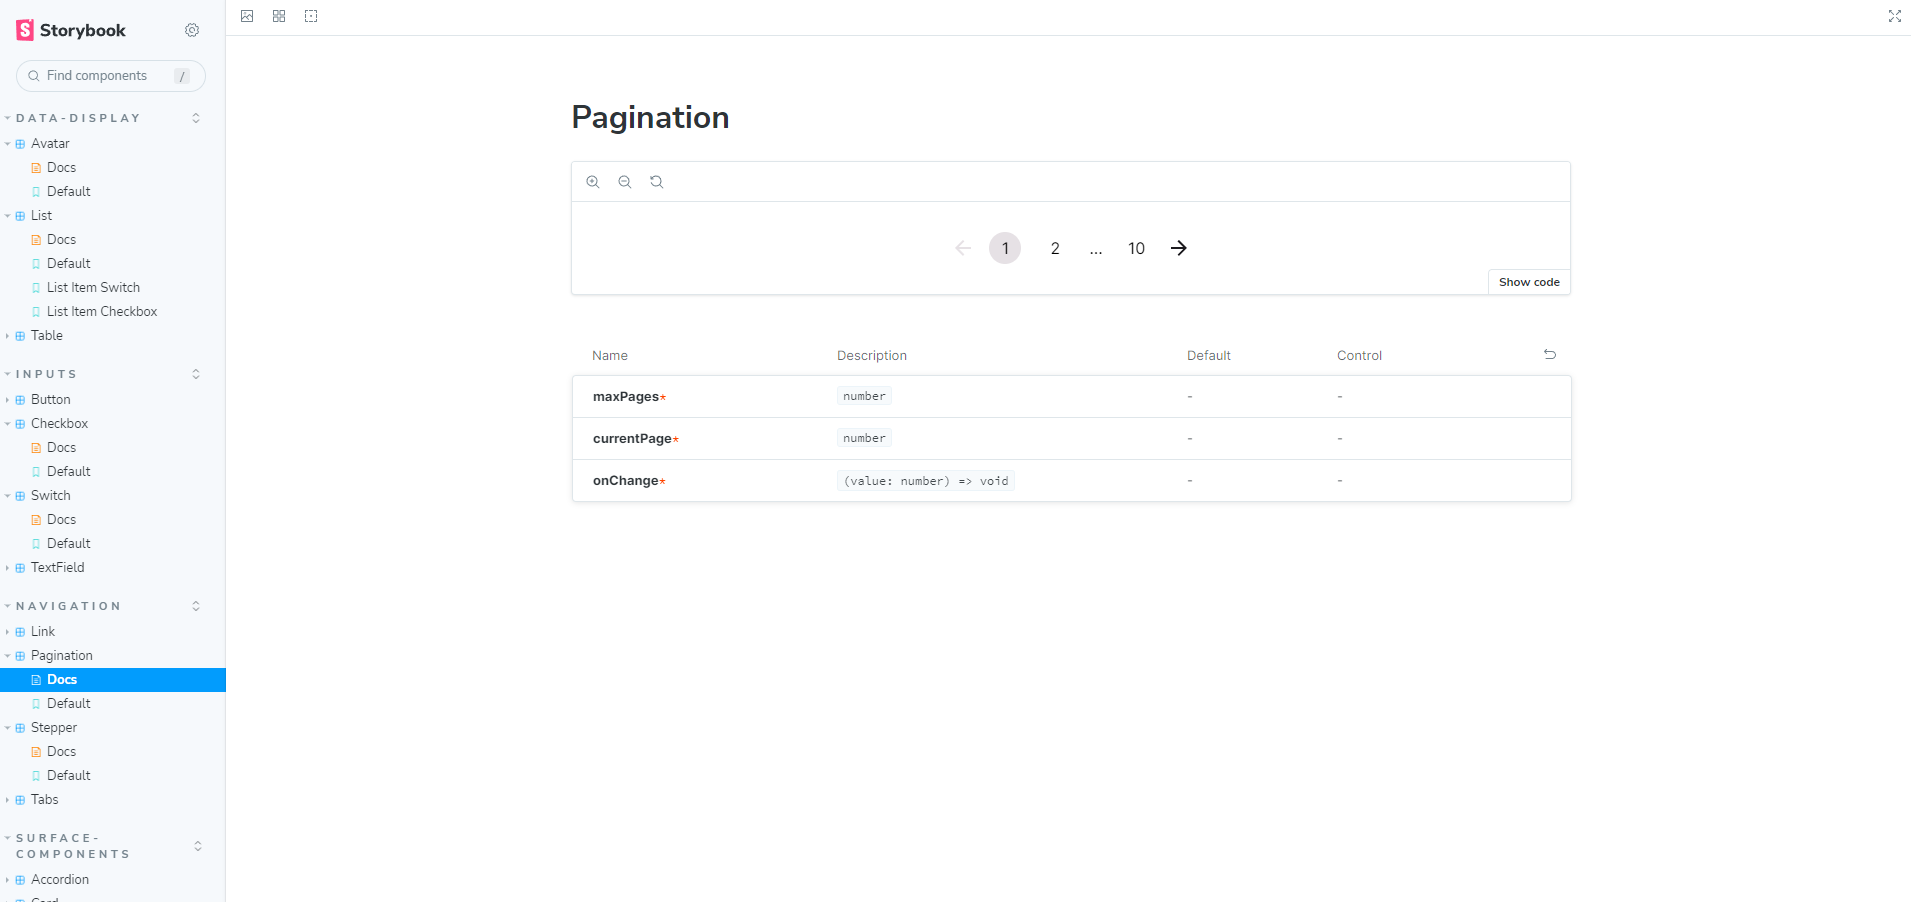 Storybook
Find components /
DATA-DISPLAY
Avatar
Docs
Default
List
Docs
Default
List Item Switch
List Item Checkbox
Table
INPUTS
Button
Checkbox
Docs
Default
Switch
Docs
Default
TextField
NAVIGATION
Link
Pagination
Docs
Default
Stepper
Docs
Default
Tabs
SURFACE-
COMPONENTS
Accordion
Pagination
1 2 ... 10
Show code
Name Description Default Control
maxPages* number - -
currentPage* number - -
onChange* (value: number) => void - -